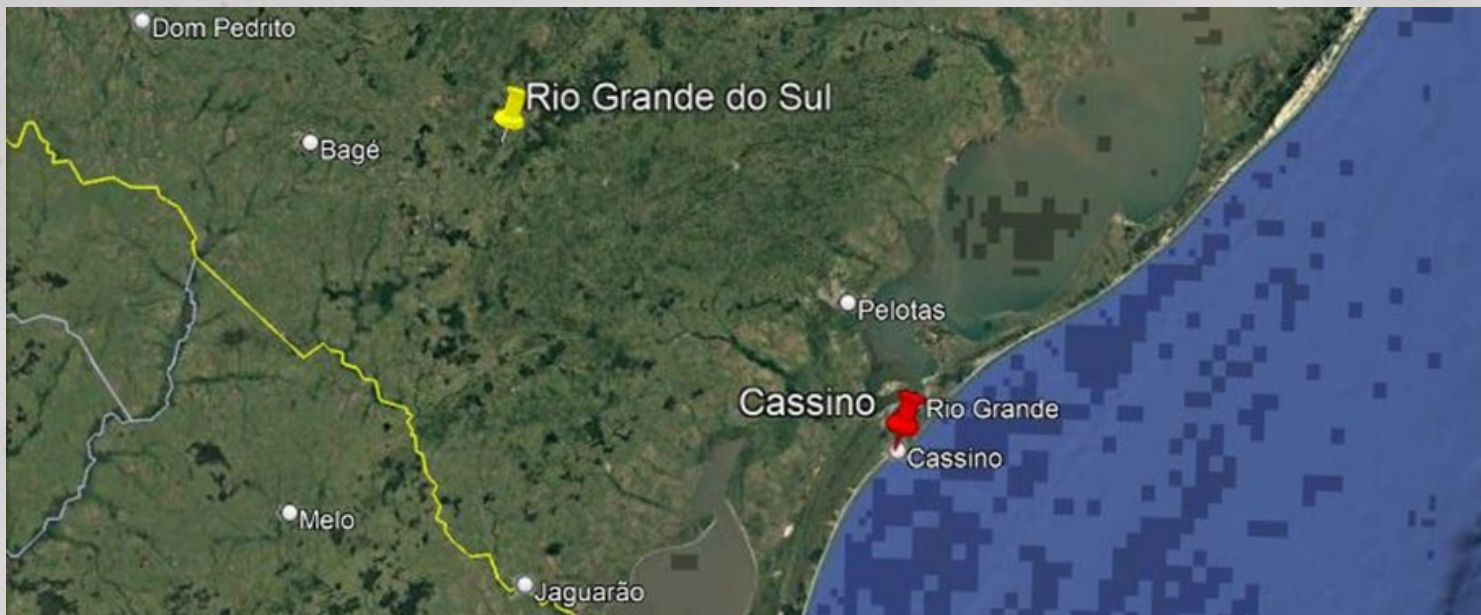 Dom Pedrito
Rio Grande do Sul
Bagé
Pelotas
Cassino
Rio Grande
Cassino
Melo
Jaguarão